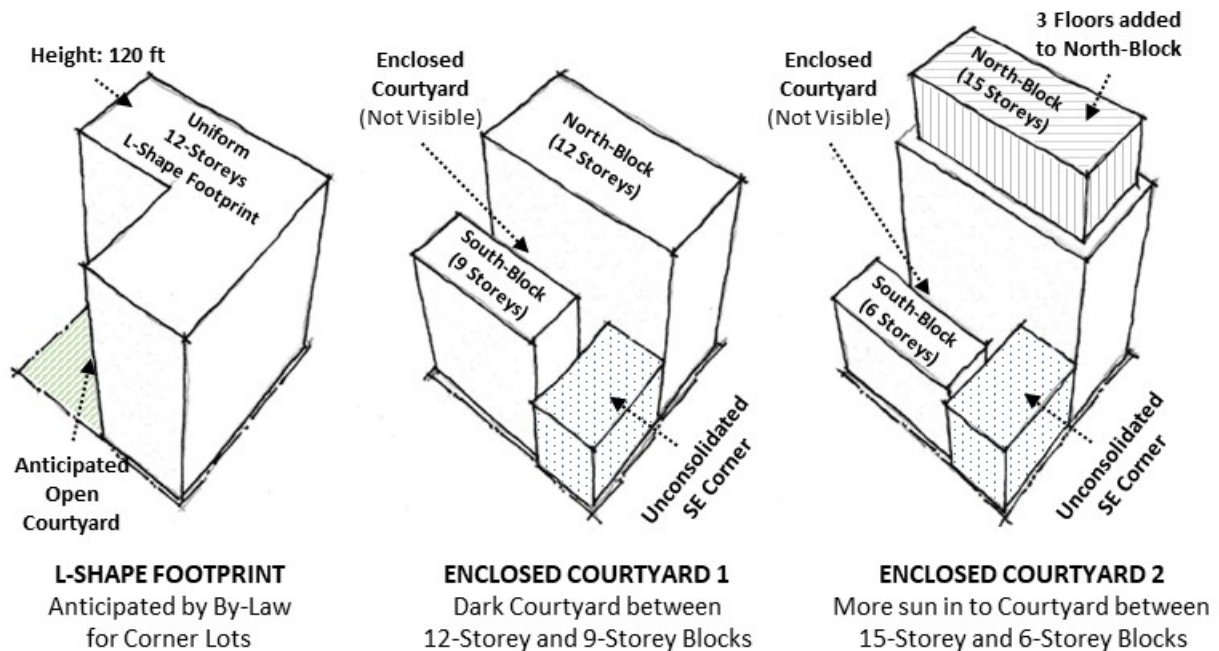 Height: 120 ft
Uniform
12-Storeys
L-Shape Footprint
Anticipated
Open
Courtyard
L-SHAPE FOOTPRINT
Anticipated by By-Law
for Corner Lots
Enclosed
Courtyard
(Not Visible)
North-Block
(12 Storeys)
South-Block
(9 Storeys)
Unconsolidated
SE Corner
ENCLOSED COURTYARD 1
Dark Courtyard between
12-Storey and 9-Storey Blocks
3 Floors added
to North-Block
Enclosed
Courtyard
(Not Visible)
North-Block
(15 Storeys)
South-Block
(6 Storeys)
Unconsolidated
SE Corner
ENCLOSED COURTYARD 2
More sun in to Courtyard between
15-Storey and 6-Storey Blocks